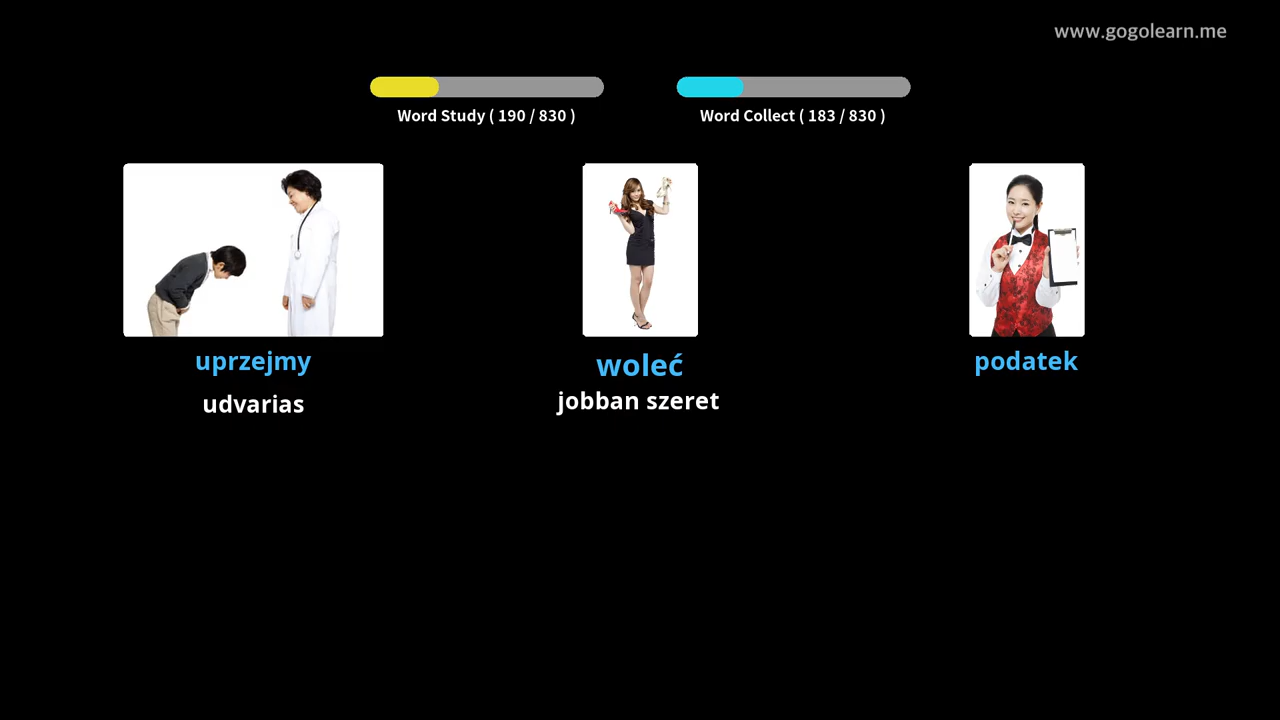 www.gogolearn.me
Word Study ( 190 / 830 )
Word Collect ( 183 / 830 )
uprzejmy
udvarias
woleć
jobban szeret
podatek